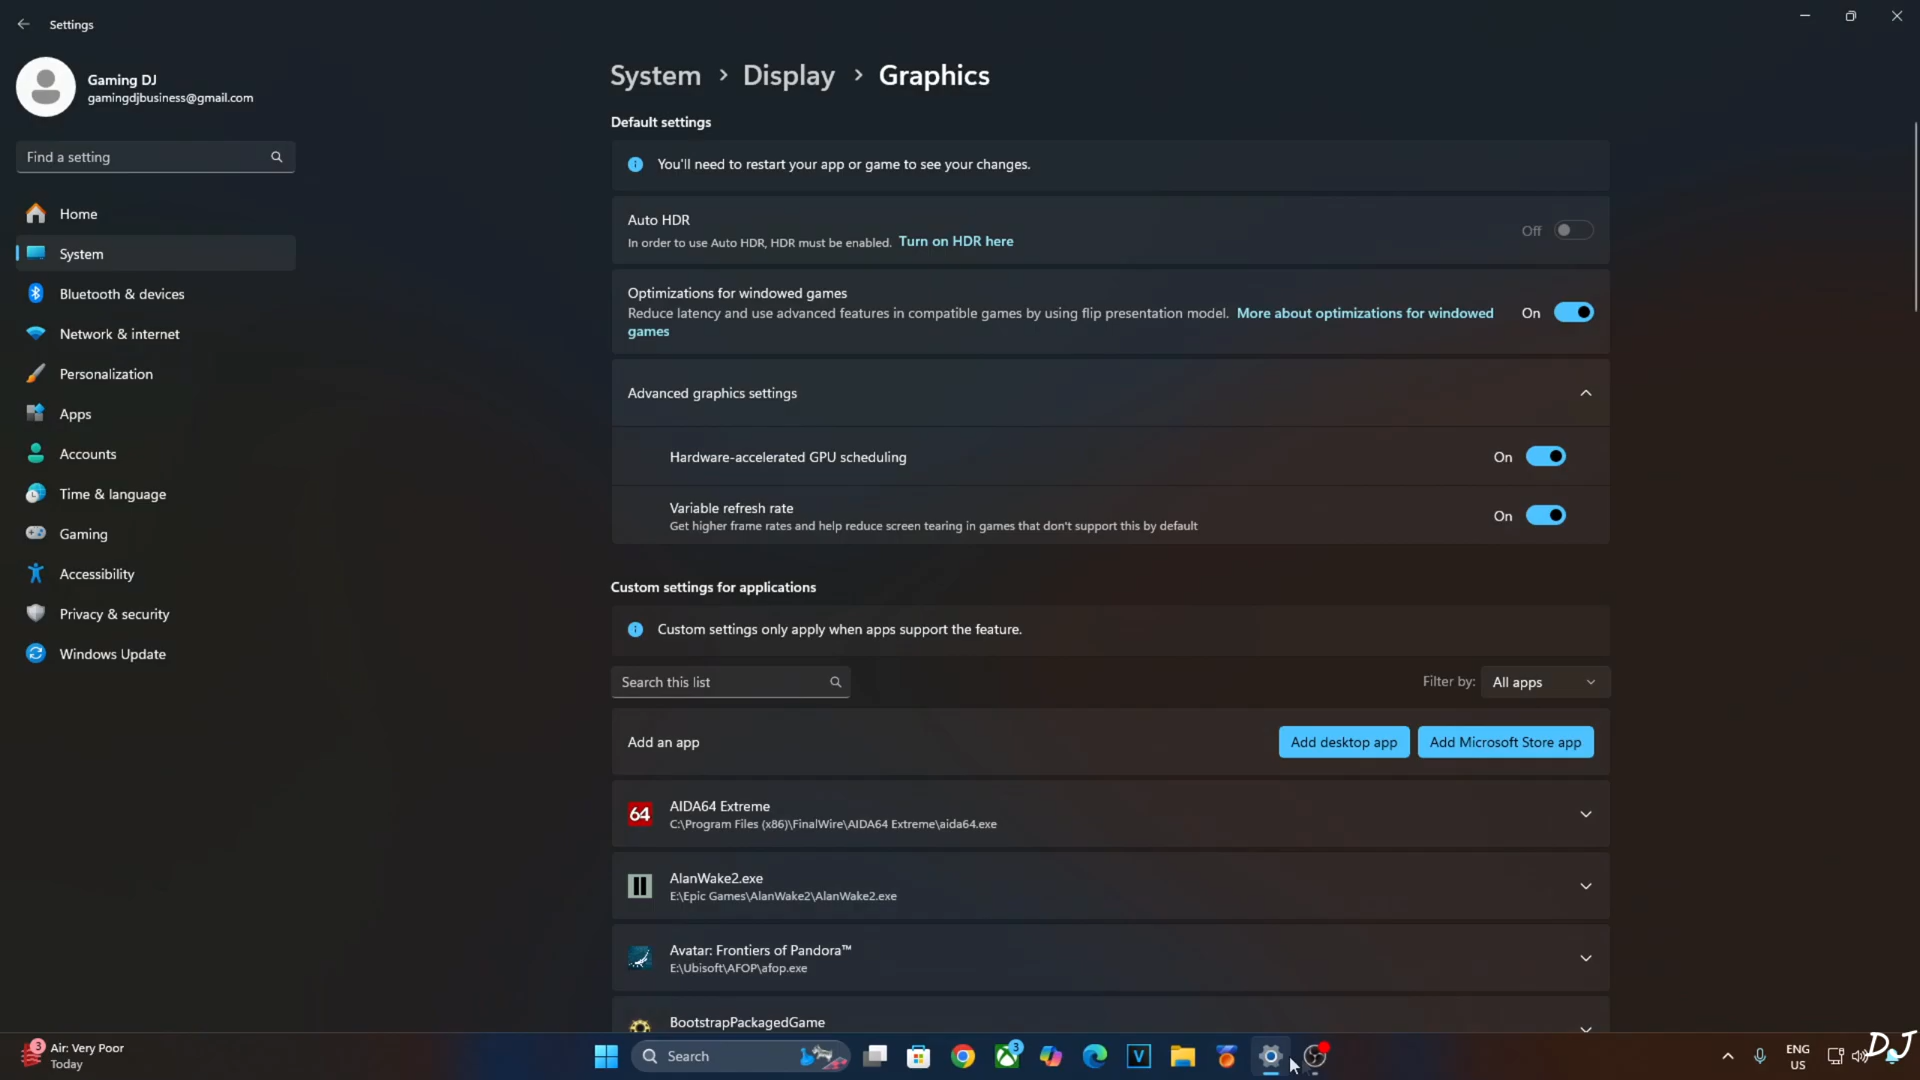 Settings
Gaming DJ
gamingdjbusiness@gmail.com
Find a setting
Home
System
Bluetooth & devices
Network & internet
Personalization
Apps
Accounts
Time & language
Gaming
Accessibility
Privacy & security
Windows Update
System > Display > Graphics
Default settings
You'll need to restart your app or game to see your changes.
Auto HDR
In order to use Auto HDR, HDR must be enabled. Turn on HDR here
Off
Optimizations for windowed games
Reduce latency and use advanced features in compatible games by using flip presentation model. More about optimizations for windowed
games
On
Advanced graphics settings
Hardware-accelerated GPU scheduling
On
Variable refresh rate
Get higher frame rates and help reduce screen tearing in games that don't support this by default
On
Custom settings for applications
Custom settings only apply when apps support the feature.
Search this list
Filter by: All apps
Add an app
Add desktop app
Add Microsoft Store app
64
AIDA64 Extreme
C:\Program Files (x86)\FinalWire\AIDA64 Extreme\aida64.exe
AlanWake2.exe
E:\Epic Games\AlanWake2\AlanWake2.exe
Avatar: Frontiers of Pandora™
E:\Ubisoft\AFOP\afop.exe
BootstrapPackagedGame
3
Air: Very Poor
Today
Search
3
V
ENG
US
DJ